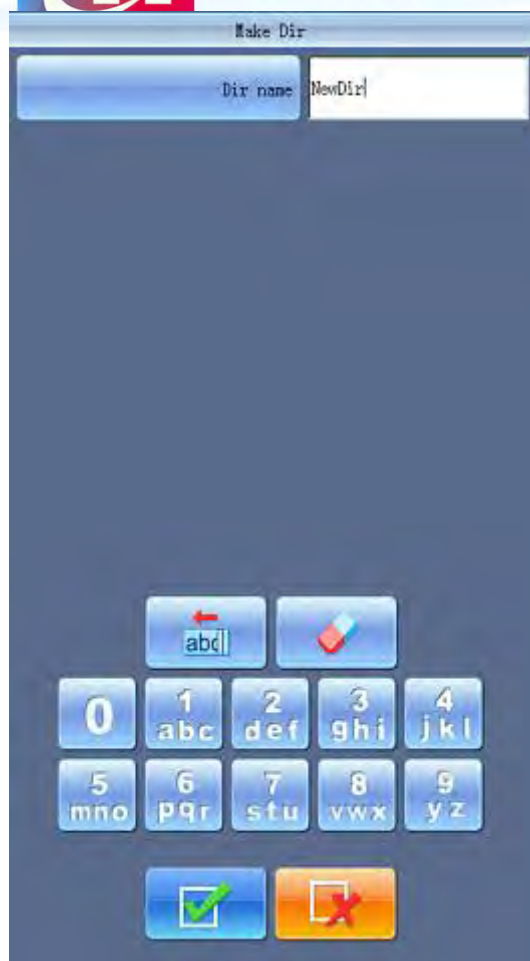 Make Dir
Dir name NewDir
abc
0 1 2 3 4
abc def ghi jkl
5 6 7 8 9
mno pqr stu vwx yz